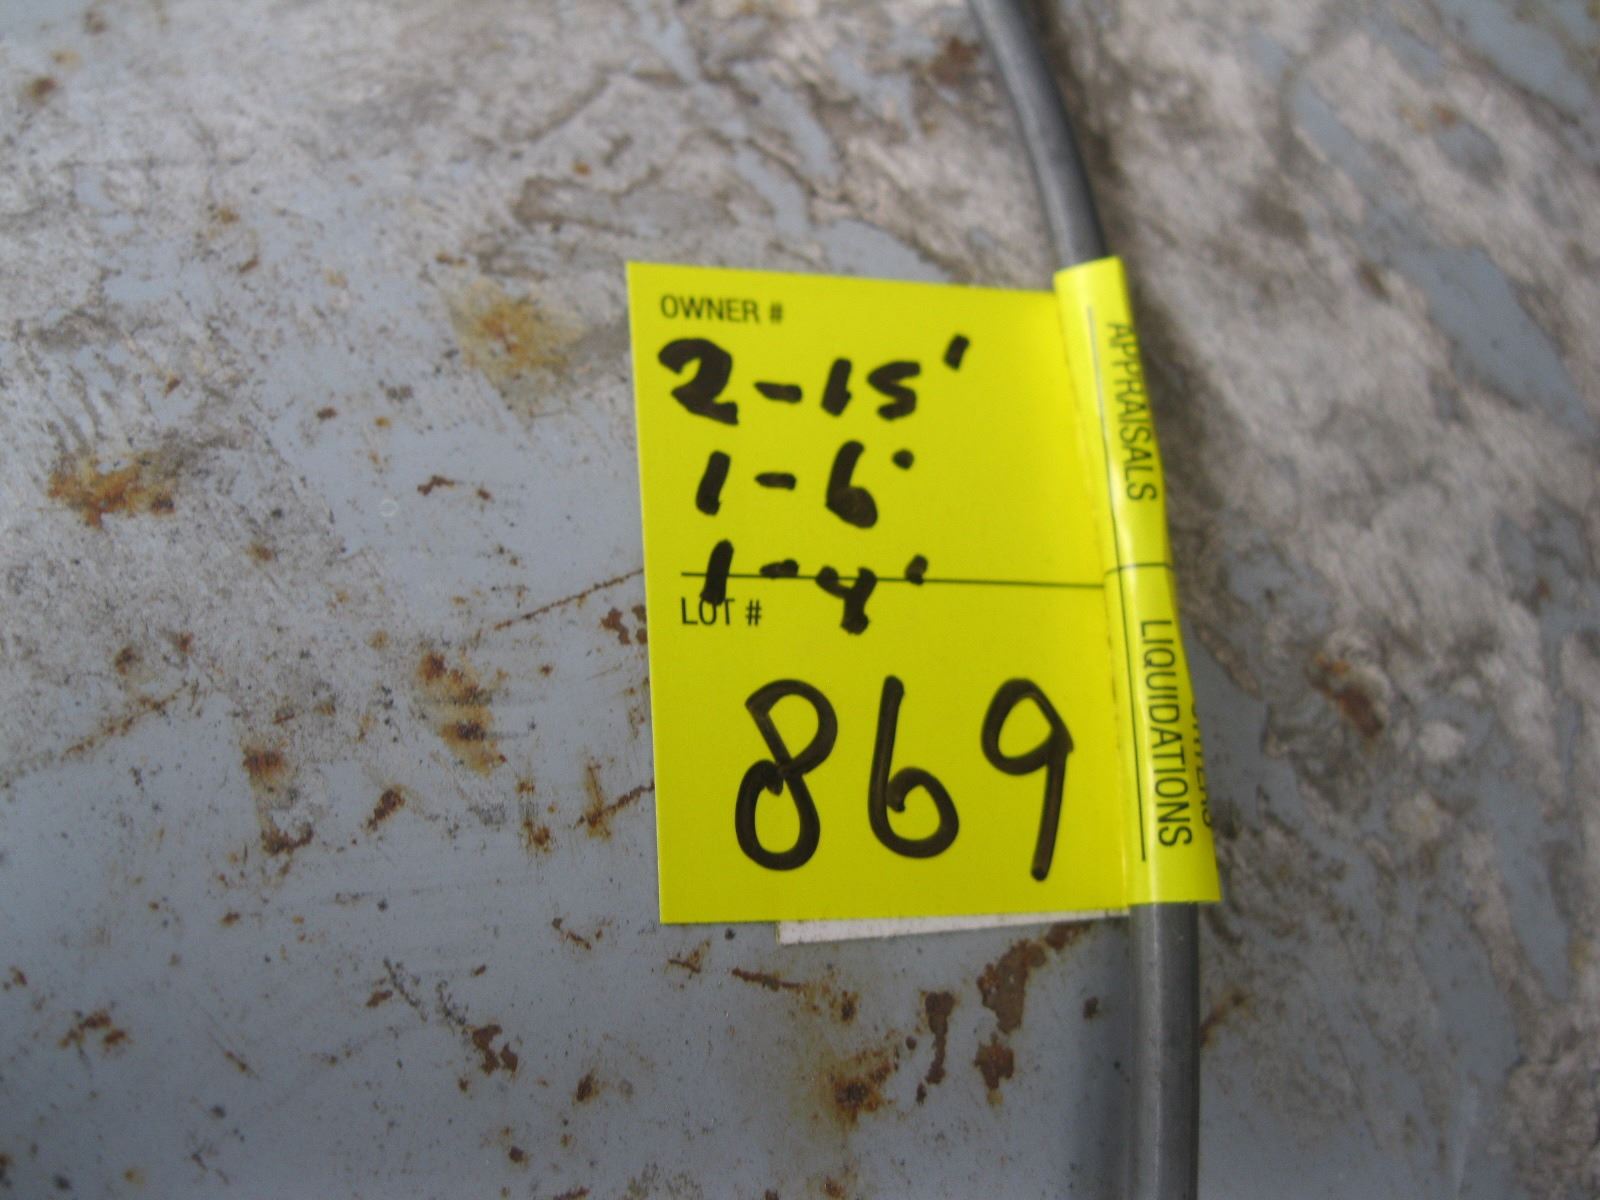 OWNER #
2-15'
1-6'
1-4'
LOT #
869
APPRAISALS
LIQUIDATIONS